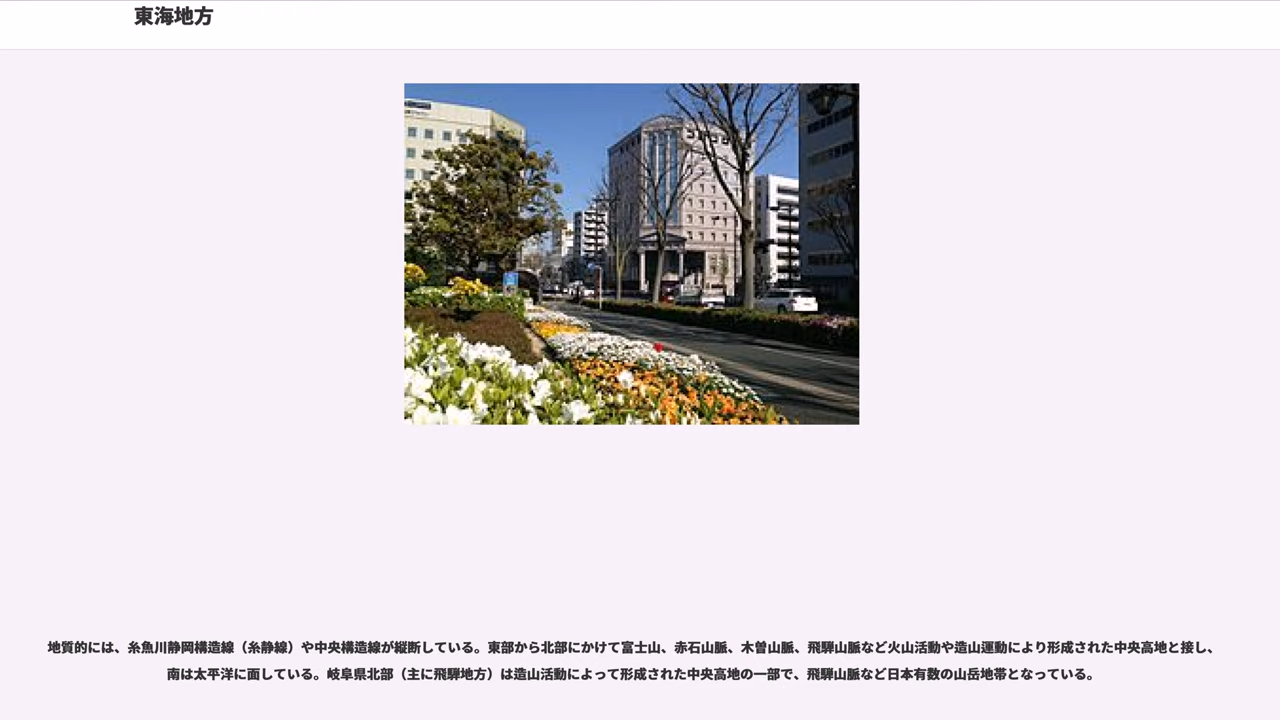 東海地方
地質的には、糸魚川静岡構造線（糸静線）や中央構造線が縦断している。東部から北部にかけて富士山、赤石山脈、木曽山脈、飛騨山脈など火山活動や造山運動により形成された中央高地と接し、
南は太平洋に面している。岐阜県北部（主に飛騨地方）は造山活動によって形成された中央高地の一部で、飛騨山脈など日本有数の山岳地帯となっている。